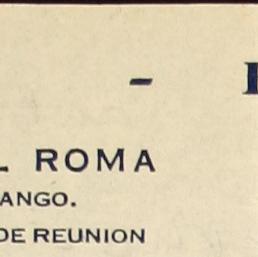 -
L ROMA
ANGO.
DE REUNION